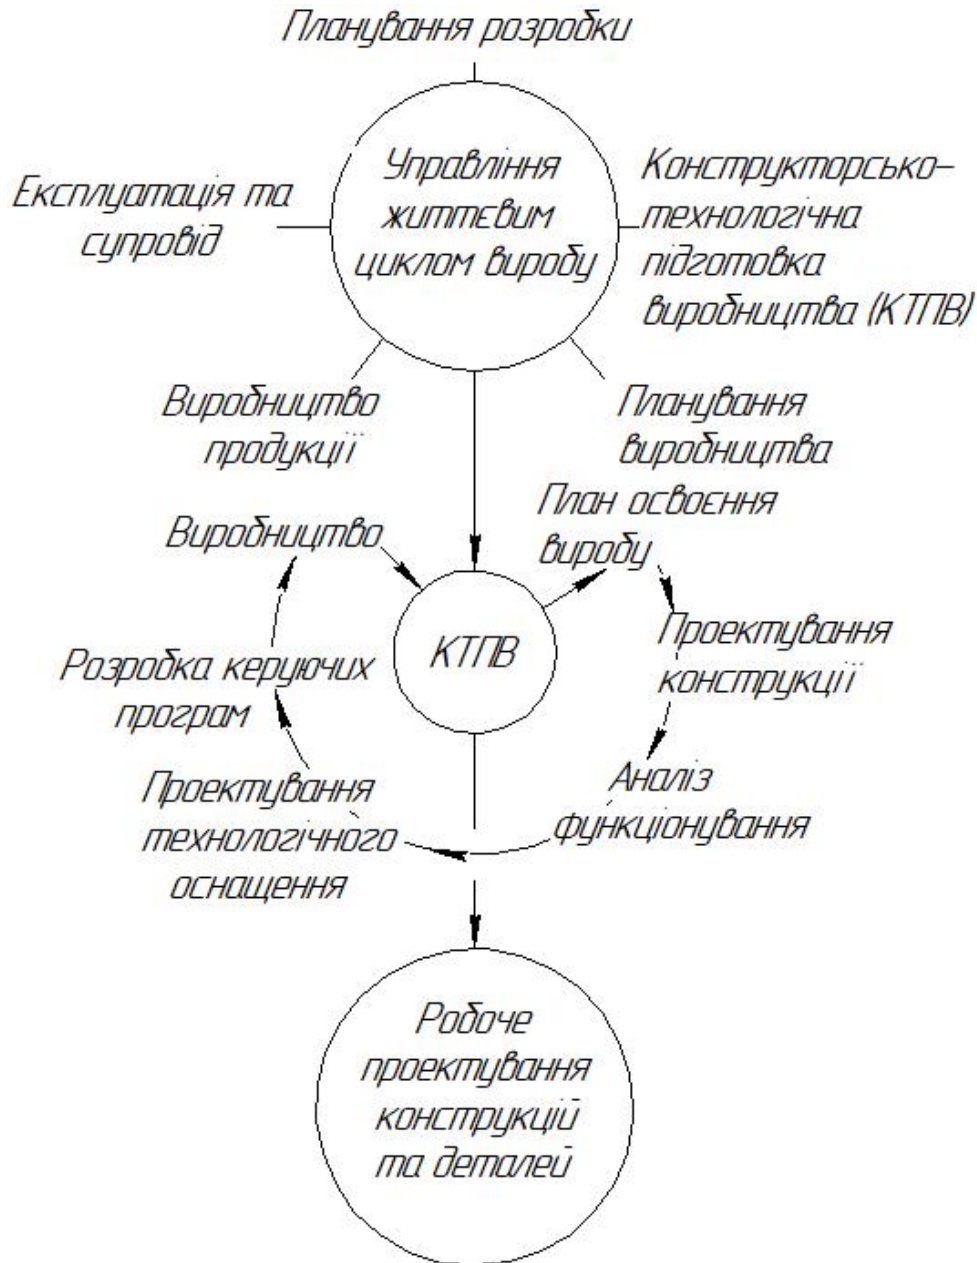 Планування розробки
Управління
життєвим
циклом виробу
Експлуатація та
супровід
Конструкторсько-
технологічна
підготовка
виробництва (КТПВ)
Виробництво
продукції
Планування
виробництва
План освоєння
виробу
Виробництво
КТПВ
Проектування
конструкції
Розробка керуючих
програм
Аналіз
функціонування
Проектування
технологічного
оснащення
Робоче
проектування
конструкцій
та деталей